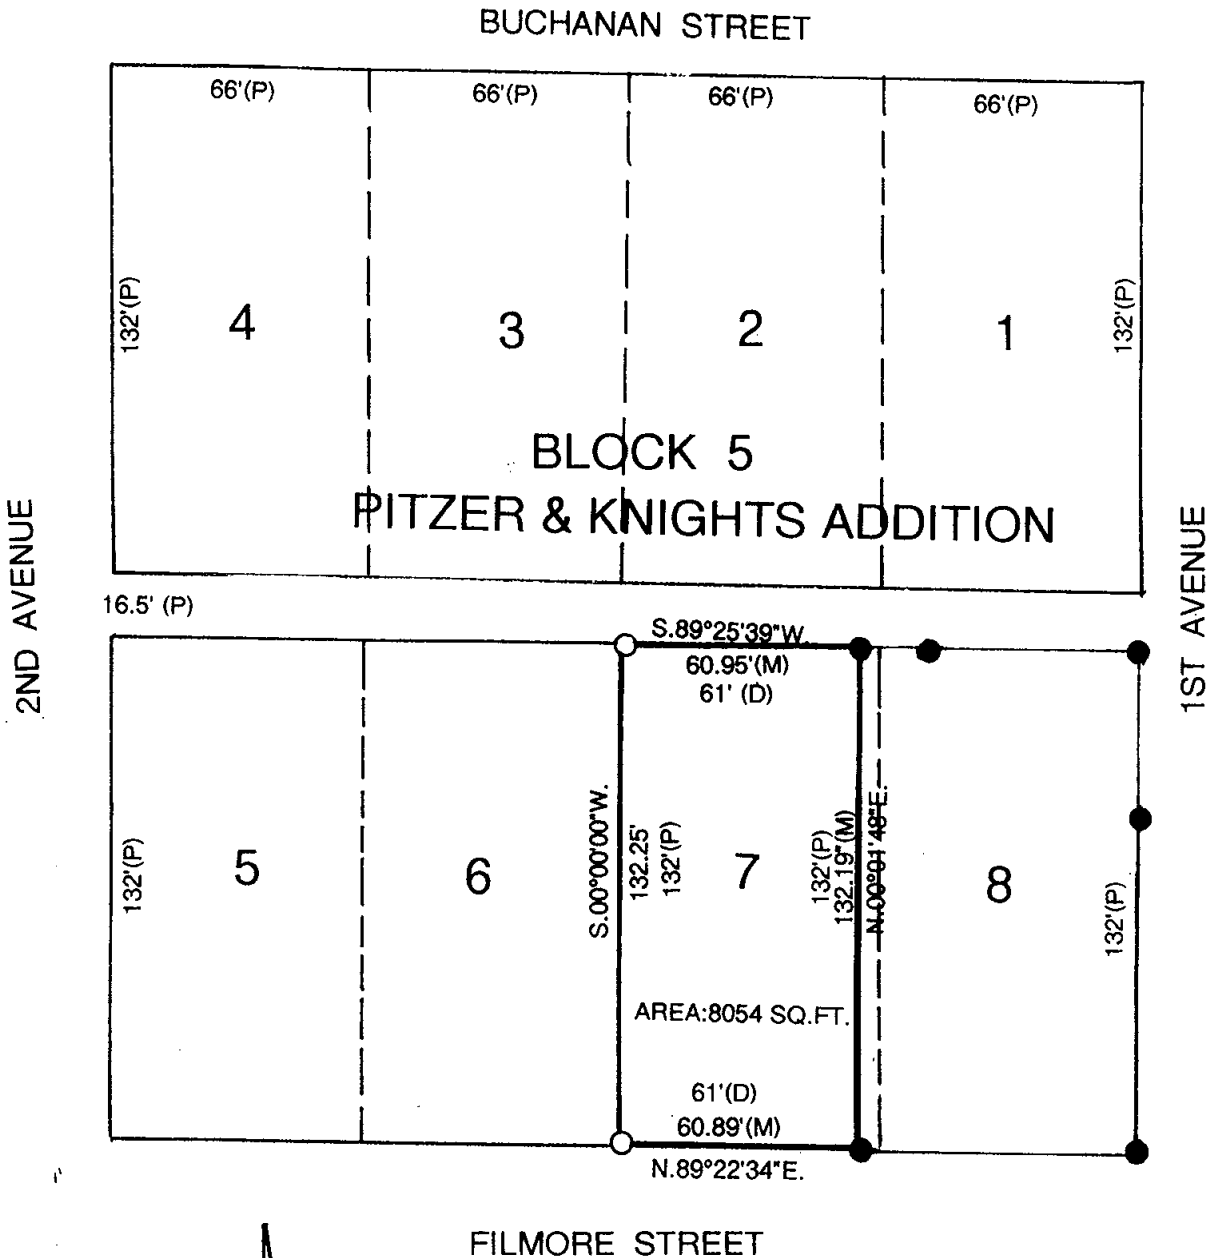 BUCHANAN STREET
66'(P) 66'(P) 66'(P) 66'(P)
132'(P) 4 3 2 1 132'(P)
BLOCK 5
PITZER & KNIGHTS ADDITION
2ND AVENUE
1ST AVENUE
16.5' (P)
S.89°25'39"W.
60.95'(M)
61' (D)
132'(P) 5 6
S.00°00'00"W.
132.25'
132'(P)
7
132'(P)
132.19"(M)
N.00°01'48"E.
8 132'(P)
AREA:8054 SQ.FT.
61'(D)
60.89'(M)
N.89°22'34"E.
FILMORE STREET